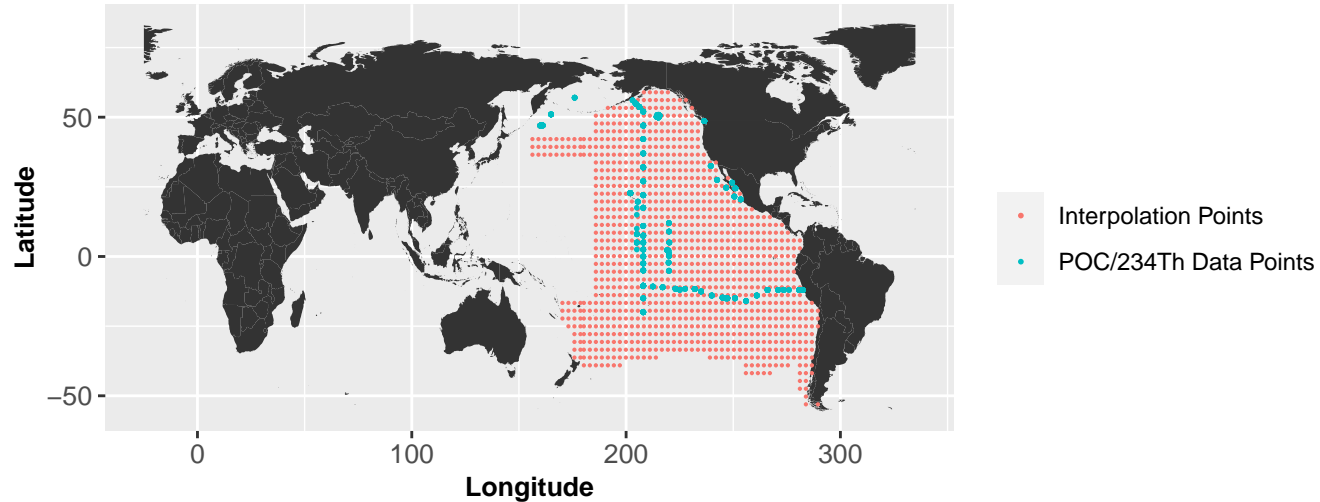 50
0
−50
Latitude
0 100 200 300
Longitude
Interpolation Points
POC/234Th Data Points